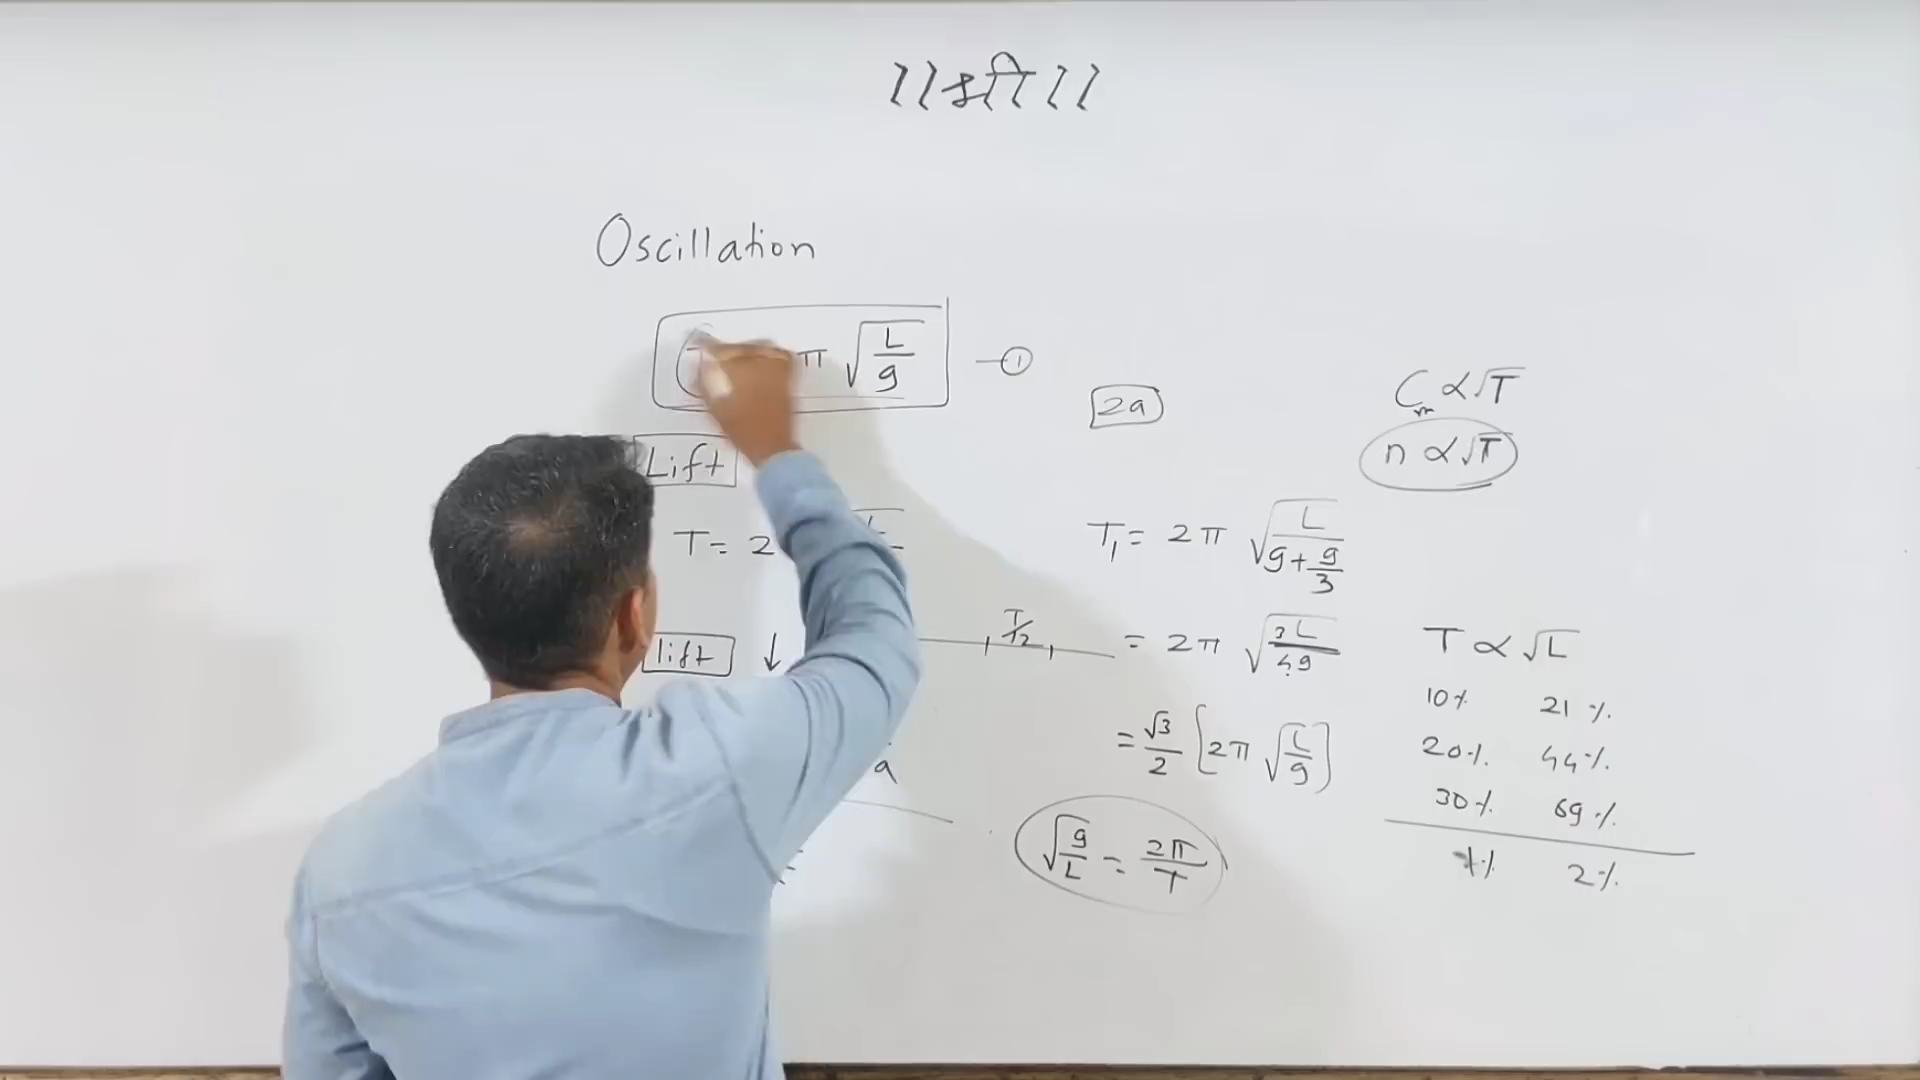 ।। श्री ।।
Oscillation
π √(L/g) —①
Lift
T = 2
lift ↓
a
2a
T/12
T₁ = 2π √(L/(g+g/3))
= 2π √(3L/4g)
= √3/2 [2π √(L/g)]
√(g/L) = 2π/T
C ∝ √T
n ∝ √T
T ∝ √L
10% 21%
20% 44%
30% 69%
1% 2%